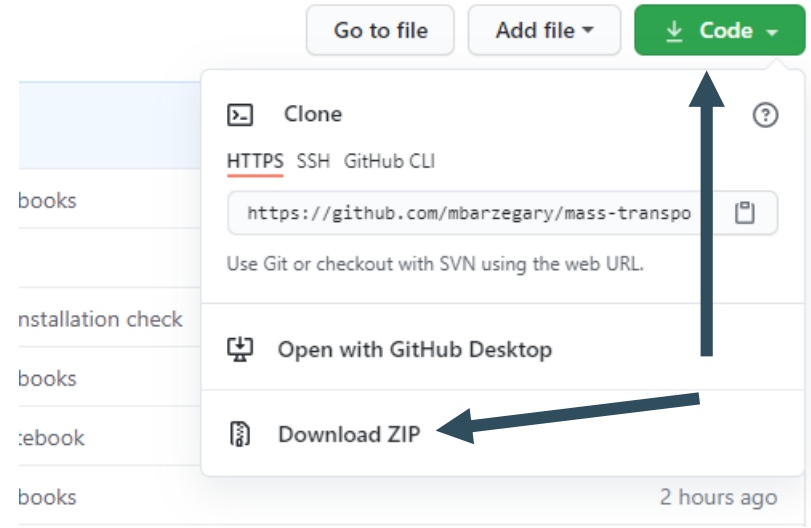 Go to file Add file Code
Clone
HTTPS SSH GitHub CLI
https://github.com/mbarzegary/mass-transpo
Use Git or checkout with SVN using the web URL.
books
nstallation check
Open with GitHub Desktop
books
tebook
Download ZIP
books 2 hours ago